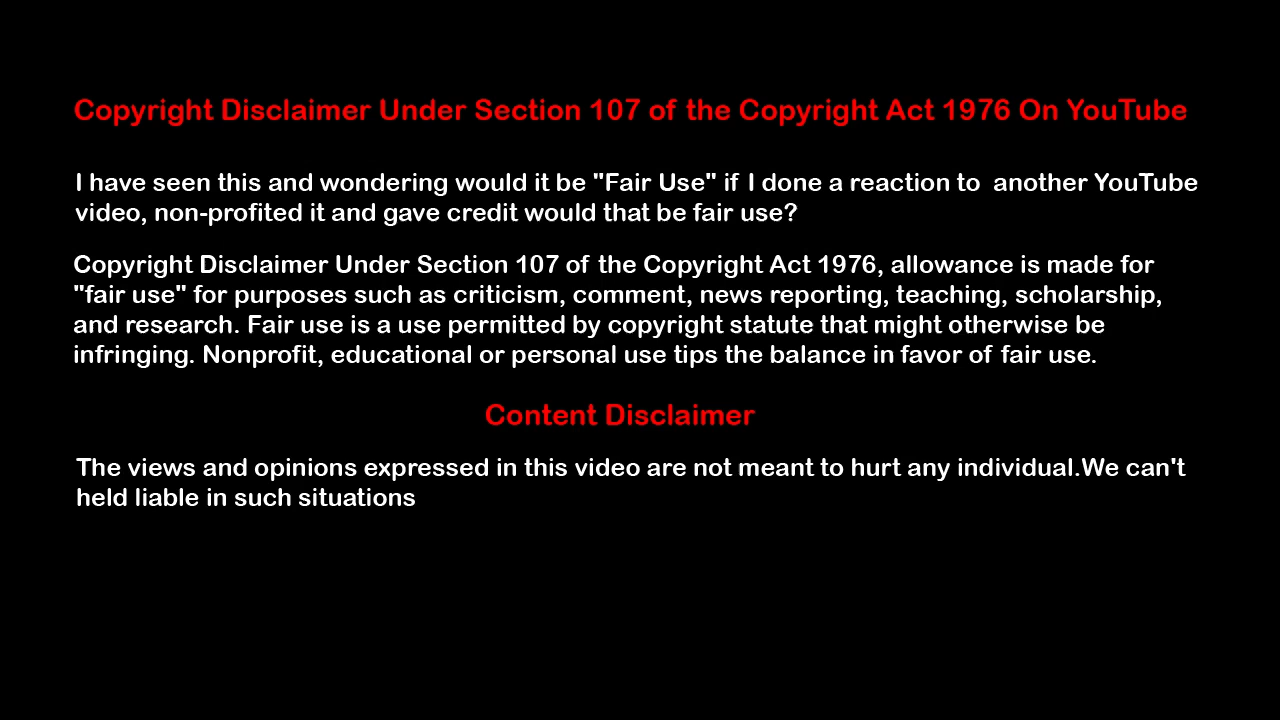 Copyright Disclaimer Under Section 107 of the Copyright Act 1976 On YouTube
I have seen this and wondering would it be "Fair Use" if I done a reaction to another YouTube
video, non-profited it and gave credit would that be fair use?
Copyright Disclaimer Under Section 107 of the Copyright Act 1976, allowance is made for
"fair use" for purposes such as criticism, comment, news reporting, teaching, scholarship,
and research. Fair use is a use permitted by copyright statute that might otherwise be
infringing. Nonprofit, educational or personal use tips the balance in favor of fair use.
Content Disclaimer
The views and opinions expressed in this video are not meant to hurt any individual.We can't
held liable in such situations